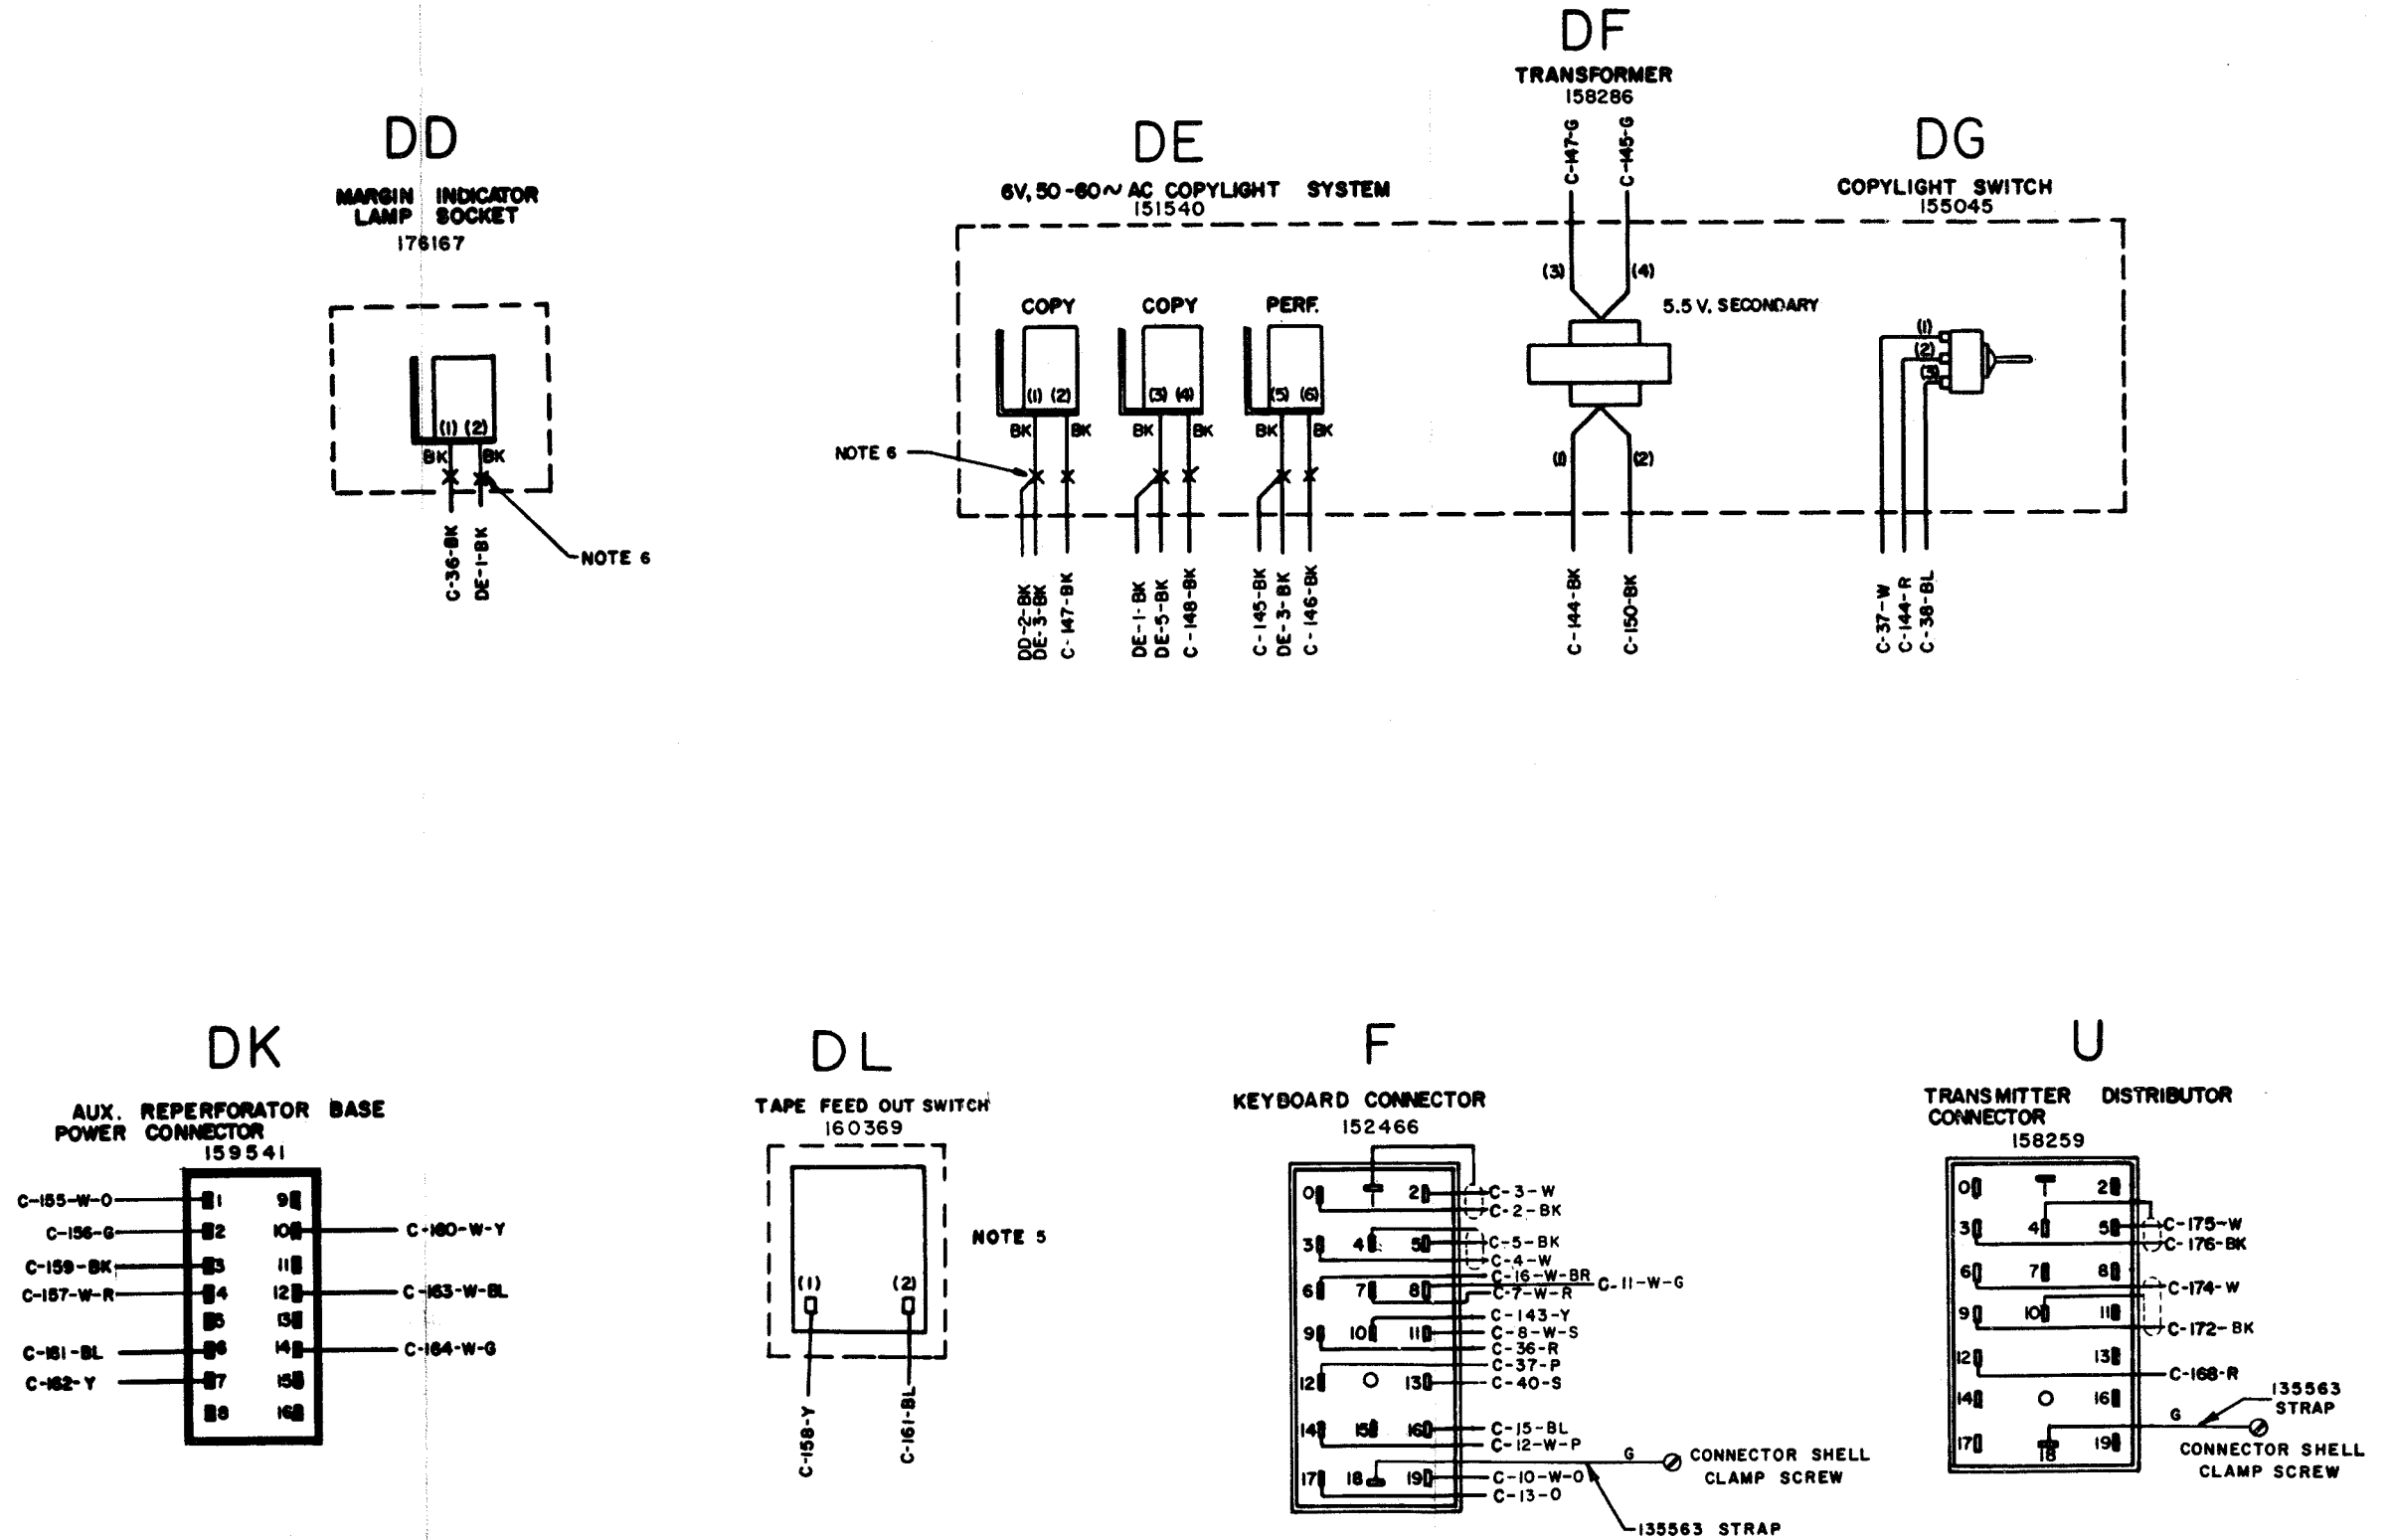 DD
MARGIN INDICATOR
LAMP SOCKET
176167
(1) (2)
BK BK
C-36-BK
DE-1-BK
NOTE 6
DE
6V, 50-60~ AC COPYLIGHT SYSTEM
151540
COPY COPY PERF.
(1) (2) (3) (4) (5) (6)
BK BK BK BK BK BK
NOTE 6
DD-2-BK
DE-3-BK
C-147-BK
DE-1-BK
DE-5-BK
C-148-BK
C-145-BK
DE-3-BK
C-146-BK
DF
TRANSFORMER
158286
C-147-G
C-145-G
(3) (4)
5.5 V. SECONDARY
(1) (2)
C-144-BK
C-150-BK
DG
COPYLIGHT SWITCH
155045
(1)
(2)
(3)
C-37-W
C-144-R
C-38-BL
DK
AUX. REPERFORATOR BASE
POWER CONNECTOR
159541
C-155-W-O 1 9
C-156-G 2 10 C-160-W-Y
C-159-BK 3 11
C-157-W-R 4 12 C-163-W-BL
5 13
C-161-BL 6 14 C-164-W-G
C-162-Y 7 15
8 16
DL
TAPE FEED OUT SWITCH
160369
NOTE 5
(1) (2)
C-158-Y
C-161-BL
F
KEYBOARD CONNECTOR
152466
0 2 C-3-W
C-2-BK
3 4 5 C-5-BK
C-4-W
C-16-W-BR
6 7 8 C-11-W-G
C-7-W-R
C-143-Y
9 10 11 C-8-W-S
C-36-R
C-37-P
12 13 C-40-S
14 15 16 C-15-BL
C-12-W-P
G CONNECTOR SHELL
CLAMP SCREW
17 18 19 C-10-W-O
C-13-O
135563 STRAP
U
TRANSMITTER DISTRIBUTOR
CONNECTOR
158259
0 2
3 4 5 C-175-W
C-176-BK
6 7 8
C-174-W
9 10 11
C-172-BK
12 13
C-168-R
135563
STRAP
14 16
G
17 18 19
CONNECTOR SHELL
CLAMP SCREW